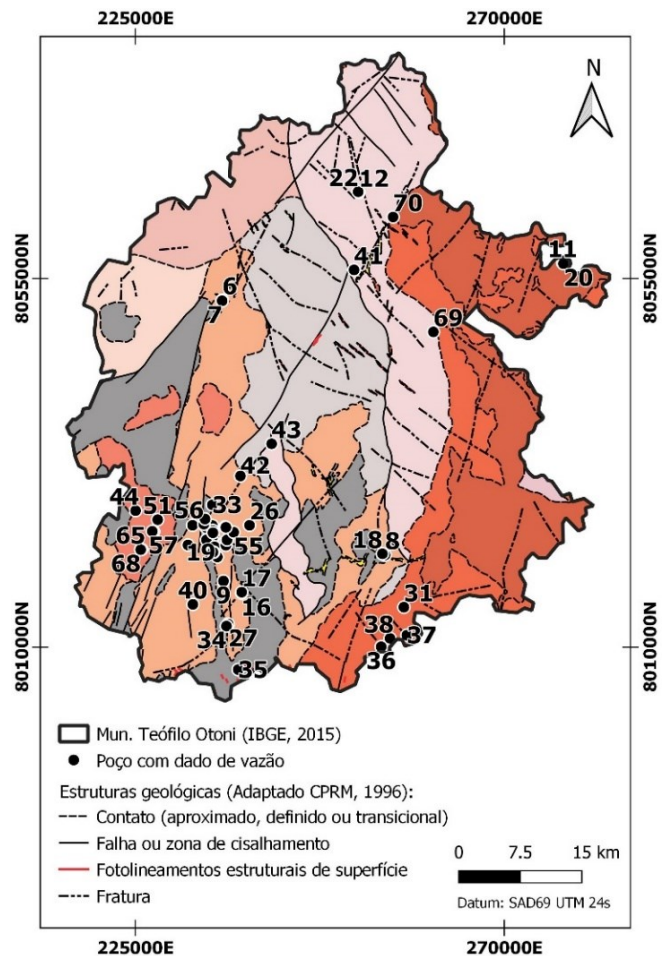 225000E 270000E
N
2212
70
11
41
20
8055000N 8055000N
6
7
69
43
42
44 51 56 33 26
65 57 19 55
68
188
17
40 9 16
31
34 27 38 37
8010000N 8010000N
35 36
Mun. Teófilo Otoni (IBGE, 2015)
Poço com dado de vazão
Estruturas geológicas (Adaptado CPRM, 1996):
Contato (aproximado, definido ou transicional)
Falha ou zona de cisalhamento
0 7.5 15 km
Fotolineamentos estruturais de superfície
Fratura
Datum: SAD69 UTM 24s
225000E 270000E